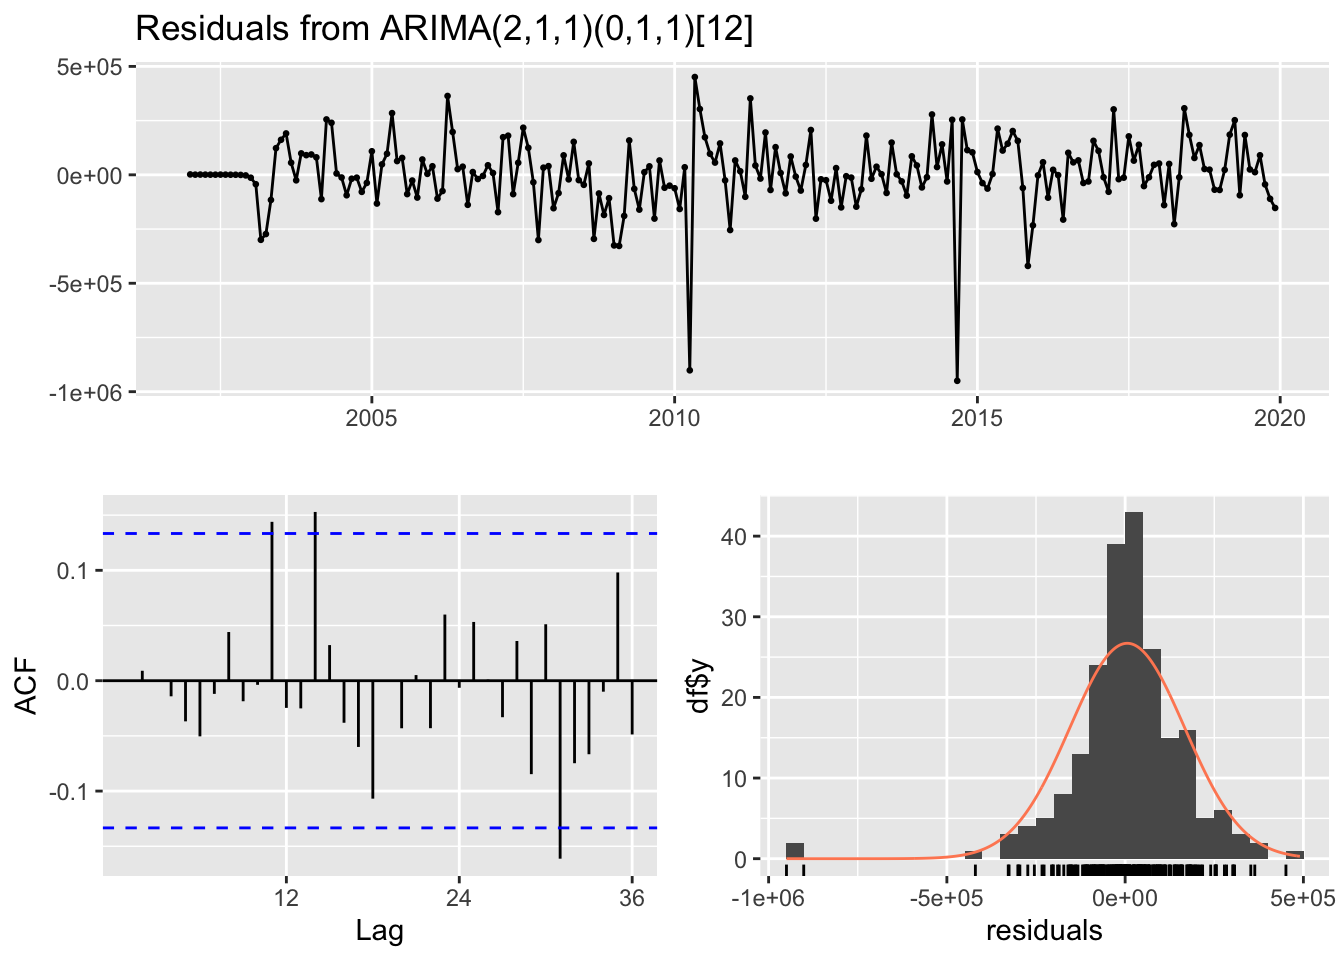 Residuals from ARIMA(2,1,1)(0,1,1)[12]
5e+05
0e+00
-5e+05
-1e+06
2005 2010 2015 2020
ACF
0.1
0.0
-0.1
12 24 36
Lag
df$y
40
30
20
10
0
-1e+06 -5e+05 0e+00 5e+05
residuals